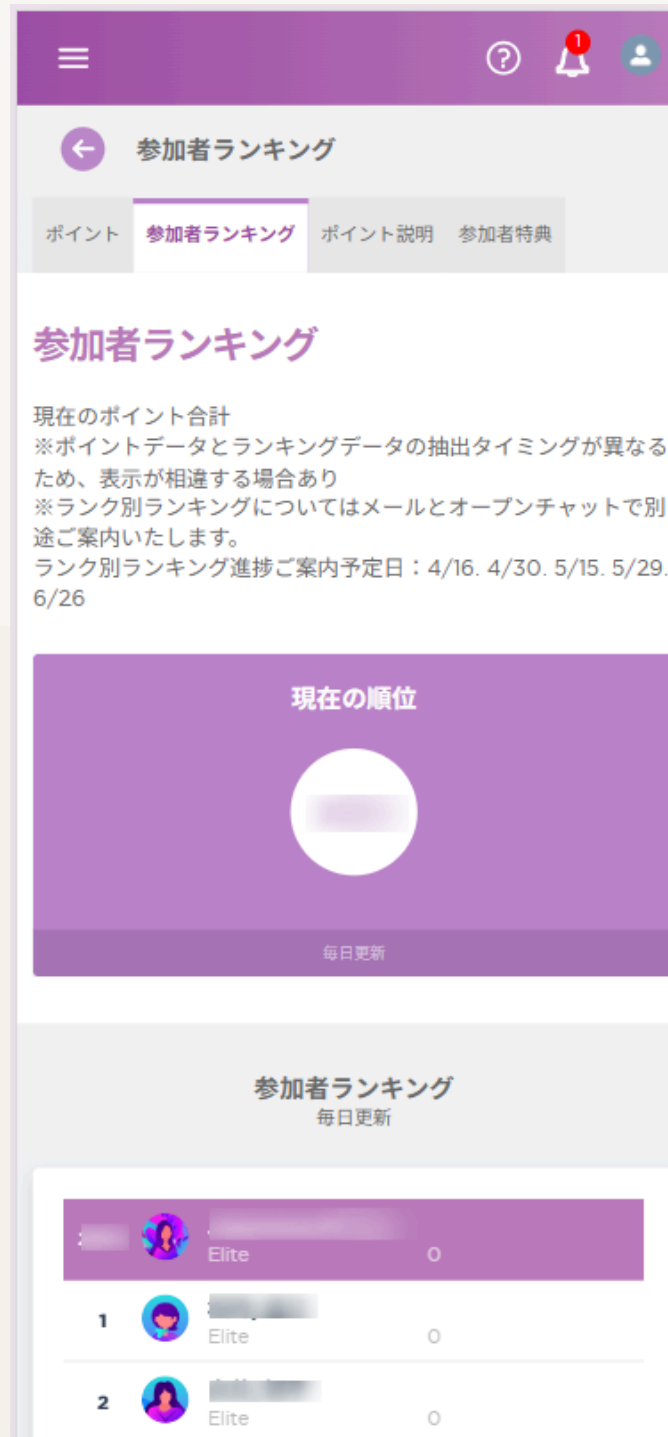 1
参加者ランキング
ポイント 参加者ランキング ポイント説明 参加者特典
参加者ランキング
現在のポイント合計
※ポイントデータとランキングデータの抽出タイミングが異なる
ため、表示が相違する場合あり
※ランク別ランキングについてはメールとオープンチャットで別
途ご案内いたします。
ランク別ランキング進捗ご案内予定日：4/16. 4/30. 5/15. 5/29.
6/26
現在の順位
毎日更新
参加者ランキング
毎日更新
Elite 0
1
Elite 0
2
Elite 0